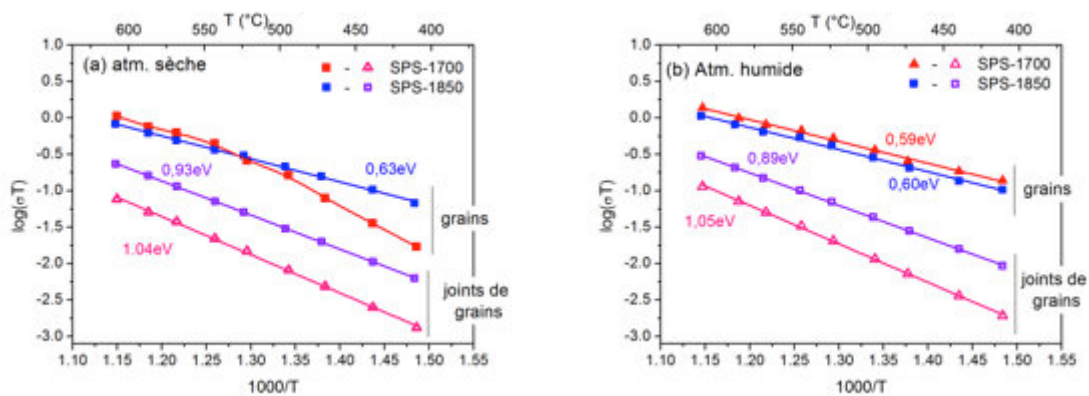 T (°C)
600 550 500 450 400
(a) atm. sèche
- SPS-1700
- SPS-1850
1.0
0.5
0.0
-0.5
-1.0
-1.5
-2.0
-2.5
-3.0
log(σT)
0,93eV
0,63eV
1.04eV
grains
joints de
grains
1.10 1.15 1.20 1.25 1.30 1.35 1.40 1.45 1.50 1.55
1000/T
T (°C)
600 550 500 450 400
(b) Atm. humide
- SPS-1700
- SPS-1850
1.0
0.5
0.0
-0.5
-1.0
-1.5
-2.0
-2.5
-3.0
log(σT)
0,59eV
0,89eV
0,60eV
1,05eV
grains
joints de
grains
1.10 1.15 1.20 1.25 1.30 1.35 1.40 1.45 1.50 1.55
1000/T